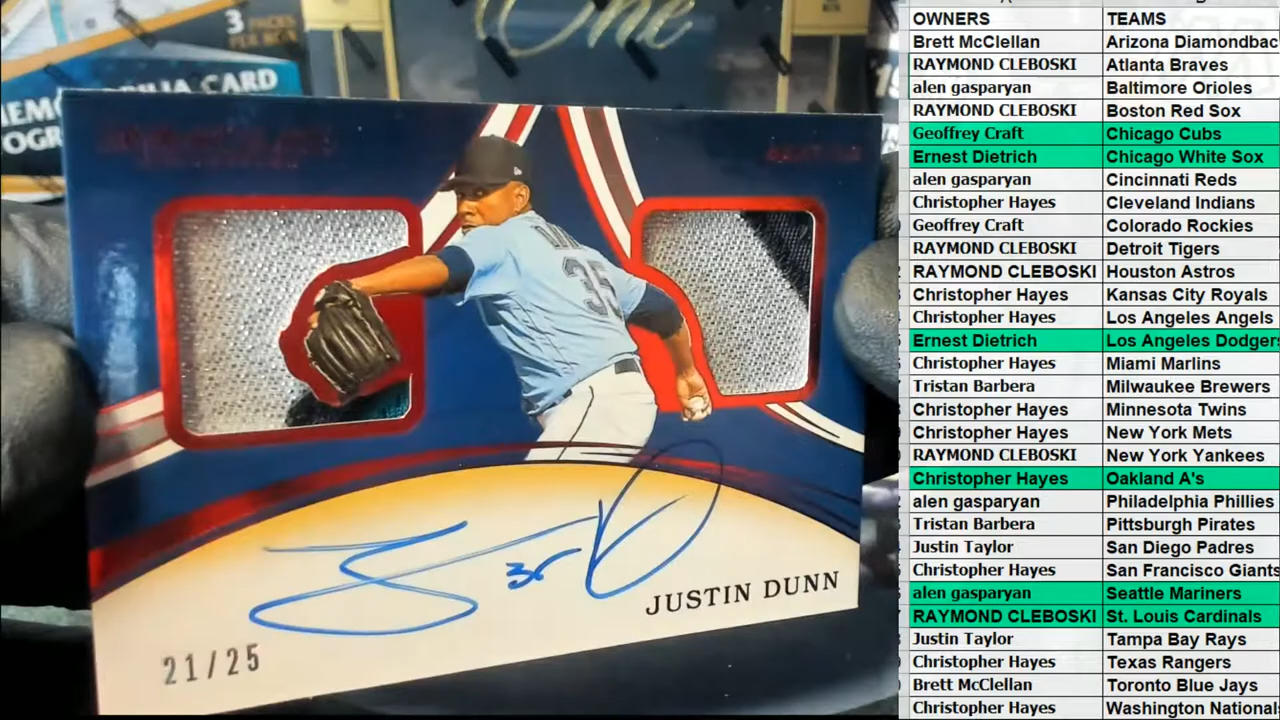 One
3 PACKS
PER BOX
MEMORABILIA CARD
35
35
JUSTIN DUNN
21/25
OWNERS TEAMS
Brett McClellan Arizona Diamondbac
RAYMOND CLEBOSKI Atlanta Braves
alen gasparyan Baltimore Orioles
RAYMOND CLEBOSKI Boston Red Sox
Geoffrey Craft Chicago Cubs
Ernest Dietrich Chicago White Sox
alen gasparyan Cincinnati Reds
Christopher Hayes Cleveland Indians
Geoffrey Craft Colorado Rockies
RAYMOND CLEBOSKI Detroit Tigers
RAYMOND CLEBOSKI Houston Astros
Christopher Hayes Kansas City Royals
Christopher Hayes Los Angeles Angels
Ernest Dietrich Los Angeles Dodgers
Christopher Hayes Miami Marlins
Tristan Barbera Milwaukee Brewers
Christopher Hayes Minnesota Twins
Christopher Hayes New York Mets
RAYMOND CLEBOSKI New York Yankees
Christopher Hayes Oakland A's
alen gasparyan Philadelphia Phillies
Tristan Barbera Pittsburgh Pirates
Justin Taylor San Diego Padres
Christopher Hayes San Francisco Giants
alen gasparyan Seattle Mariners
RAYMOND CLEBOSKI St. Louis Cardinals
Justin Taylor Tampa Bay Rays
Christopher Hayes Texas Rangers
Brett McClellan Toronto Blue Jays
Christopher Hayes Washington National